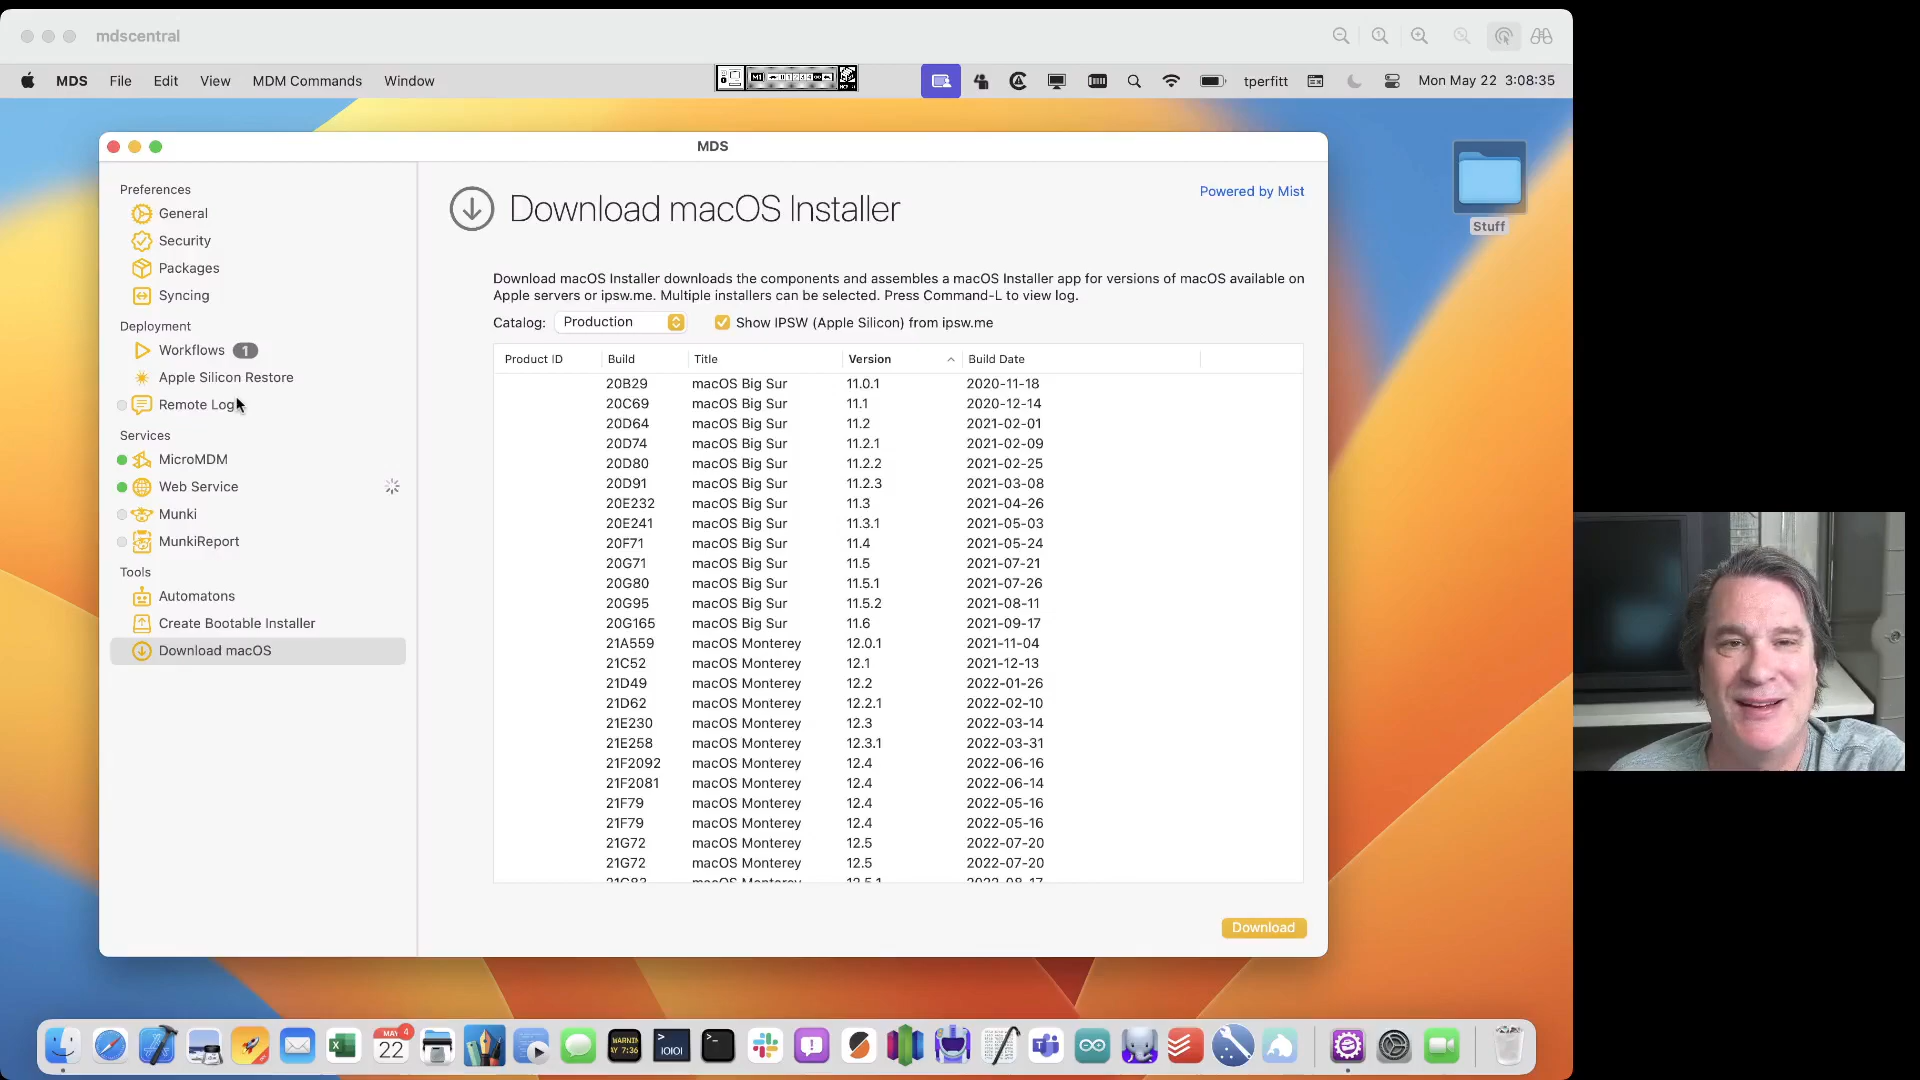 mdscentral
MDS File Edit View MDM Commands Window
tperfitt
Mon May 22 3:08:35
MDS
Preferences
General
Security
Packages
Syncing
Deployment
Workflows 1
Apple Silicon Restore
Remote Log
Services
MicroMDM
Web Service
Munki
MunkiReport
Tools
Automatons
Create Bootable Installer
Download macOS
Download macOS Installer
Powered by Mist
Download macOS Installer downloads the components and assembles a macOS Installer app for versions of macOS available on
Apple servers or ipsw.me. Multiple installers can be selected. Press Command-L to view log.
Catalog: Production Show IPSW (Apple Silicon) from ipsw.me
Product ID Build Title Version Build Date
20B29 macOS Big Sur 11.0.1 2020-11-18
20C69 macOS Big Sur 11.1 2020-12-14
20D64 macOS Big Sur 11.2 2021-02-01
20D74 macOS Big Sur 11.2.1 2021-02-09
20D80 macOS Big Sur 11.2.2 2021-02-25
20D91 macOS Big Sur 11.2.3 2021-03-08
20E232 macOS Big Sur 11.3 2021-04-26
20E241 macOS Big Sur 11.3.1 2021-05-03
20F71 macOS Big Sur 11.4 2021-05-24
20G71 macOS Big Sur 11.5 2021-07-21
20G80 macOS Big Sur 11.5.1 2021-07-26
20G95 macOS Big Sur 11.5.2 2021-08-11
20G165 macOS Big Sur 11.6 2021-09-17
21A559 macOS Monterey 12.0.1 2021-11-04
21C52 macOS Monterey 12.1 2021-12-13
21D49 macOS Monterey 12.2 2022-01-26
21D62 macOS Monterey 12.2.1 2022-02-10
21E230 macOS Monterey 12.3 2022-03-14
21E258 macOS Monterey 12.3.1 2022-03-31
21F2092 macOS Monterey 12.4 2022-06-16
21F2081 macOS Monterey 12.4 2022-06-14
21F79 macOS Monterey 12.4 2022-05-16
21F79 macOS Monterey 12.4 2022-05-16
21G72 macOS Monterey 12.5 2022-07-20
21G72 macOS Monterey 12.5 2022-07-20
21G83 macOS Monterey 12.5.1 2022-08-17
Download
Stuff
MAY
22
4